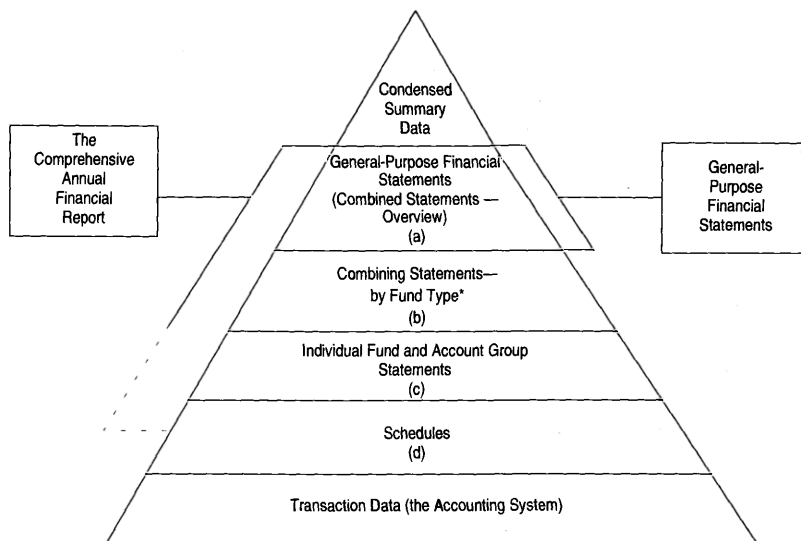 Condensed
Summary
Data
The
Comprehensive
Annual
Financial
Report
General-Purpose Financial
Statements
(Combined Statements —
Overview)
(a)
General-
Purpose
Financial
Statements
Combining Statements—
by Fund Type*
(b)
Individual Fund and Account Group
Statements
(c)
Schedules
(d)
Transaction Data (the Accounting System)